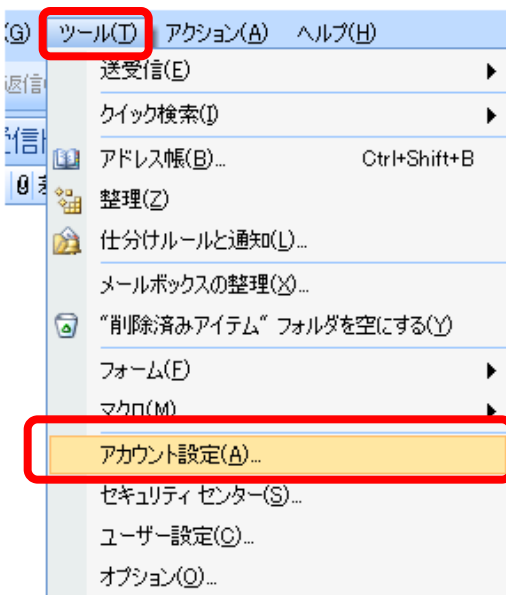 (G) ツール(T) アクション(A) ヘルプ(H)
送受信(E)
返信
クイック検索(I)
アドレス帳(B)... Ctrl+Shift+B
整理(Z)
仕分けルールと通知(L)...
メールボックスの整理(X)...
"削除済みアイテム" フォルダを空にする(Y)
フォーム(F)
マクロ(M)
アカウント設定(A)...
セキュリティ センター(S)...
ユーザー設定(C)...
オプション(O)...